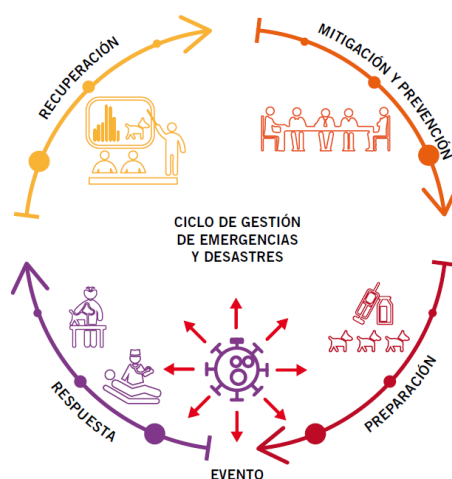 RECUPERACIÓN
MITIGACIÓN Y PREVENCIÓN
CICLO DE GESTIÓN
DE EMERGENCIAS
Y DESASTRES
RESPUESTA
PREPARACIÓN
EVENTO